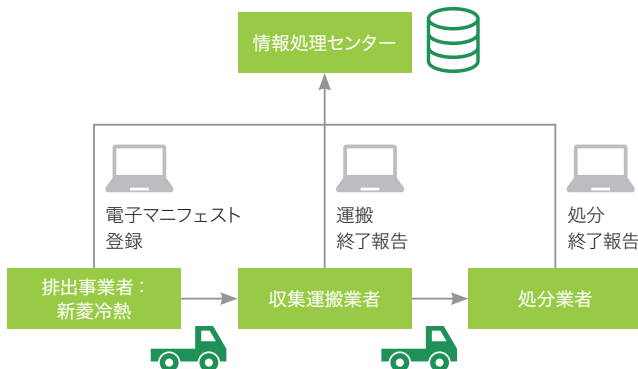 情報処理センター
電子マニフェスト
登録
運搬
終了報告
処分
終了報告
排出事業者：
新菱冷熱
収集運搬業者
処分業者